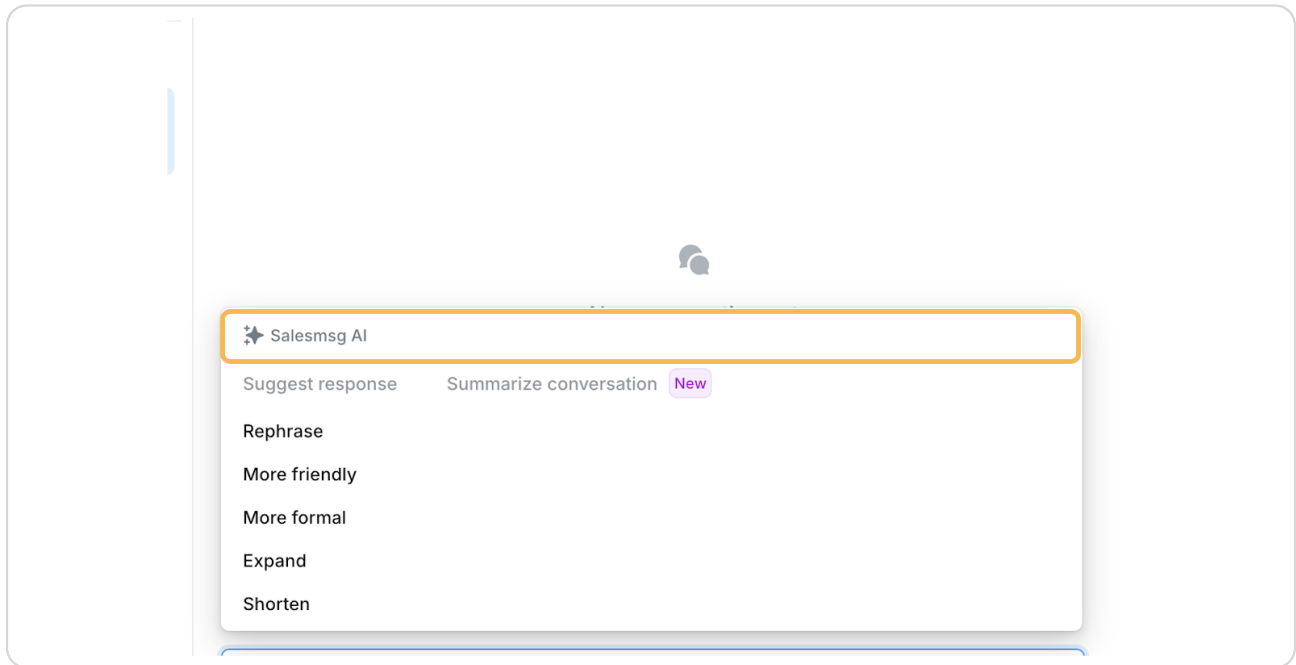 Salesmsg AI
Suggest response Summarize conversation New
Rephrase
More friendly
More formal
Expand
Shorten